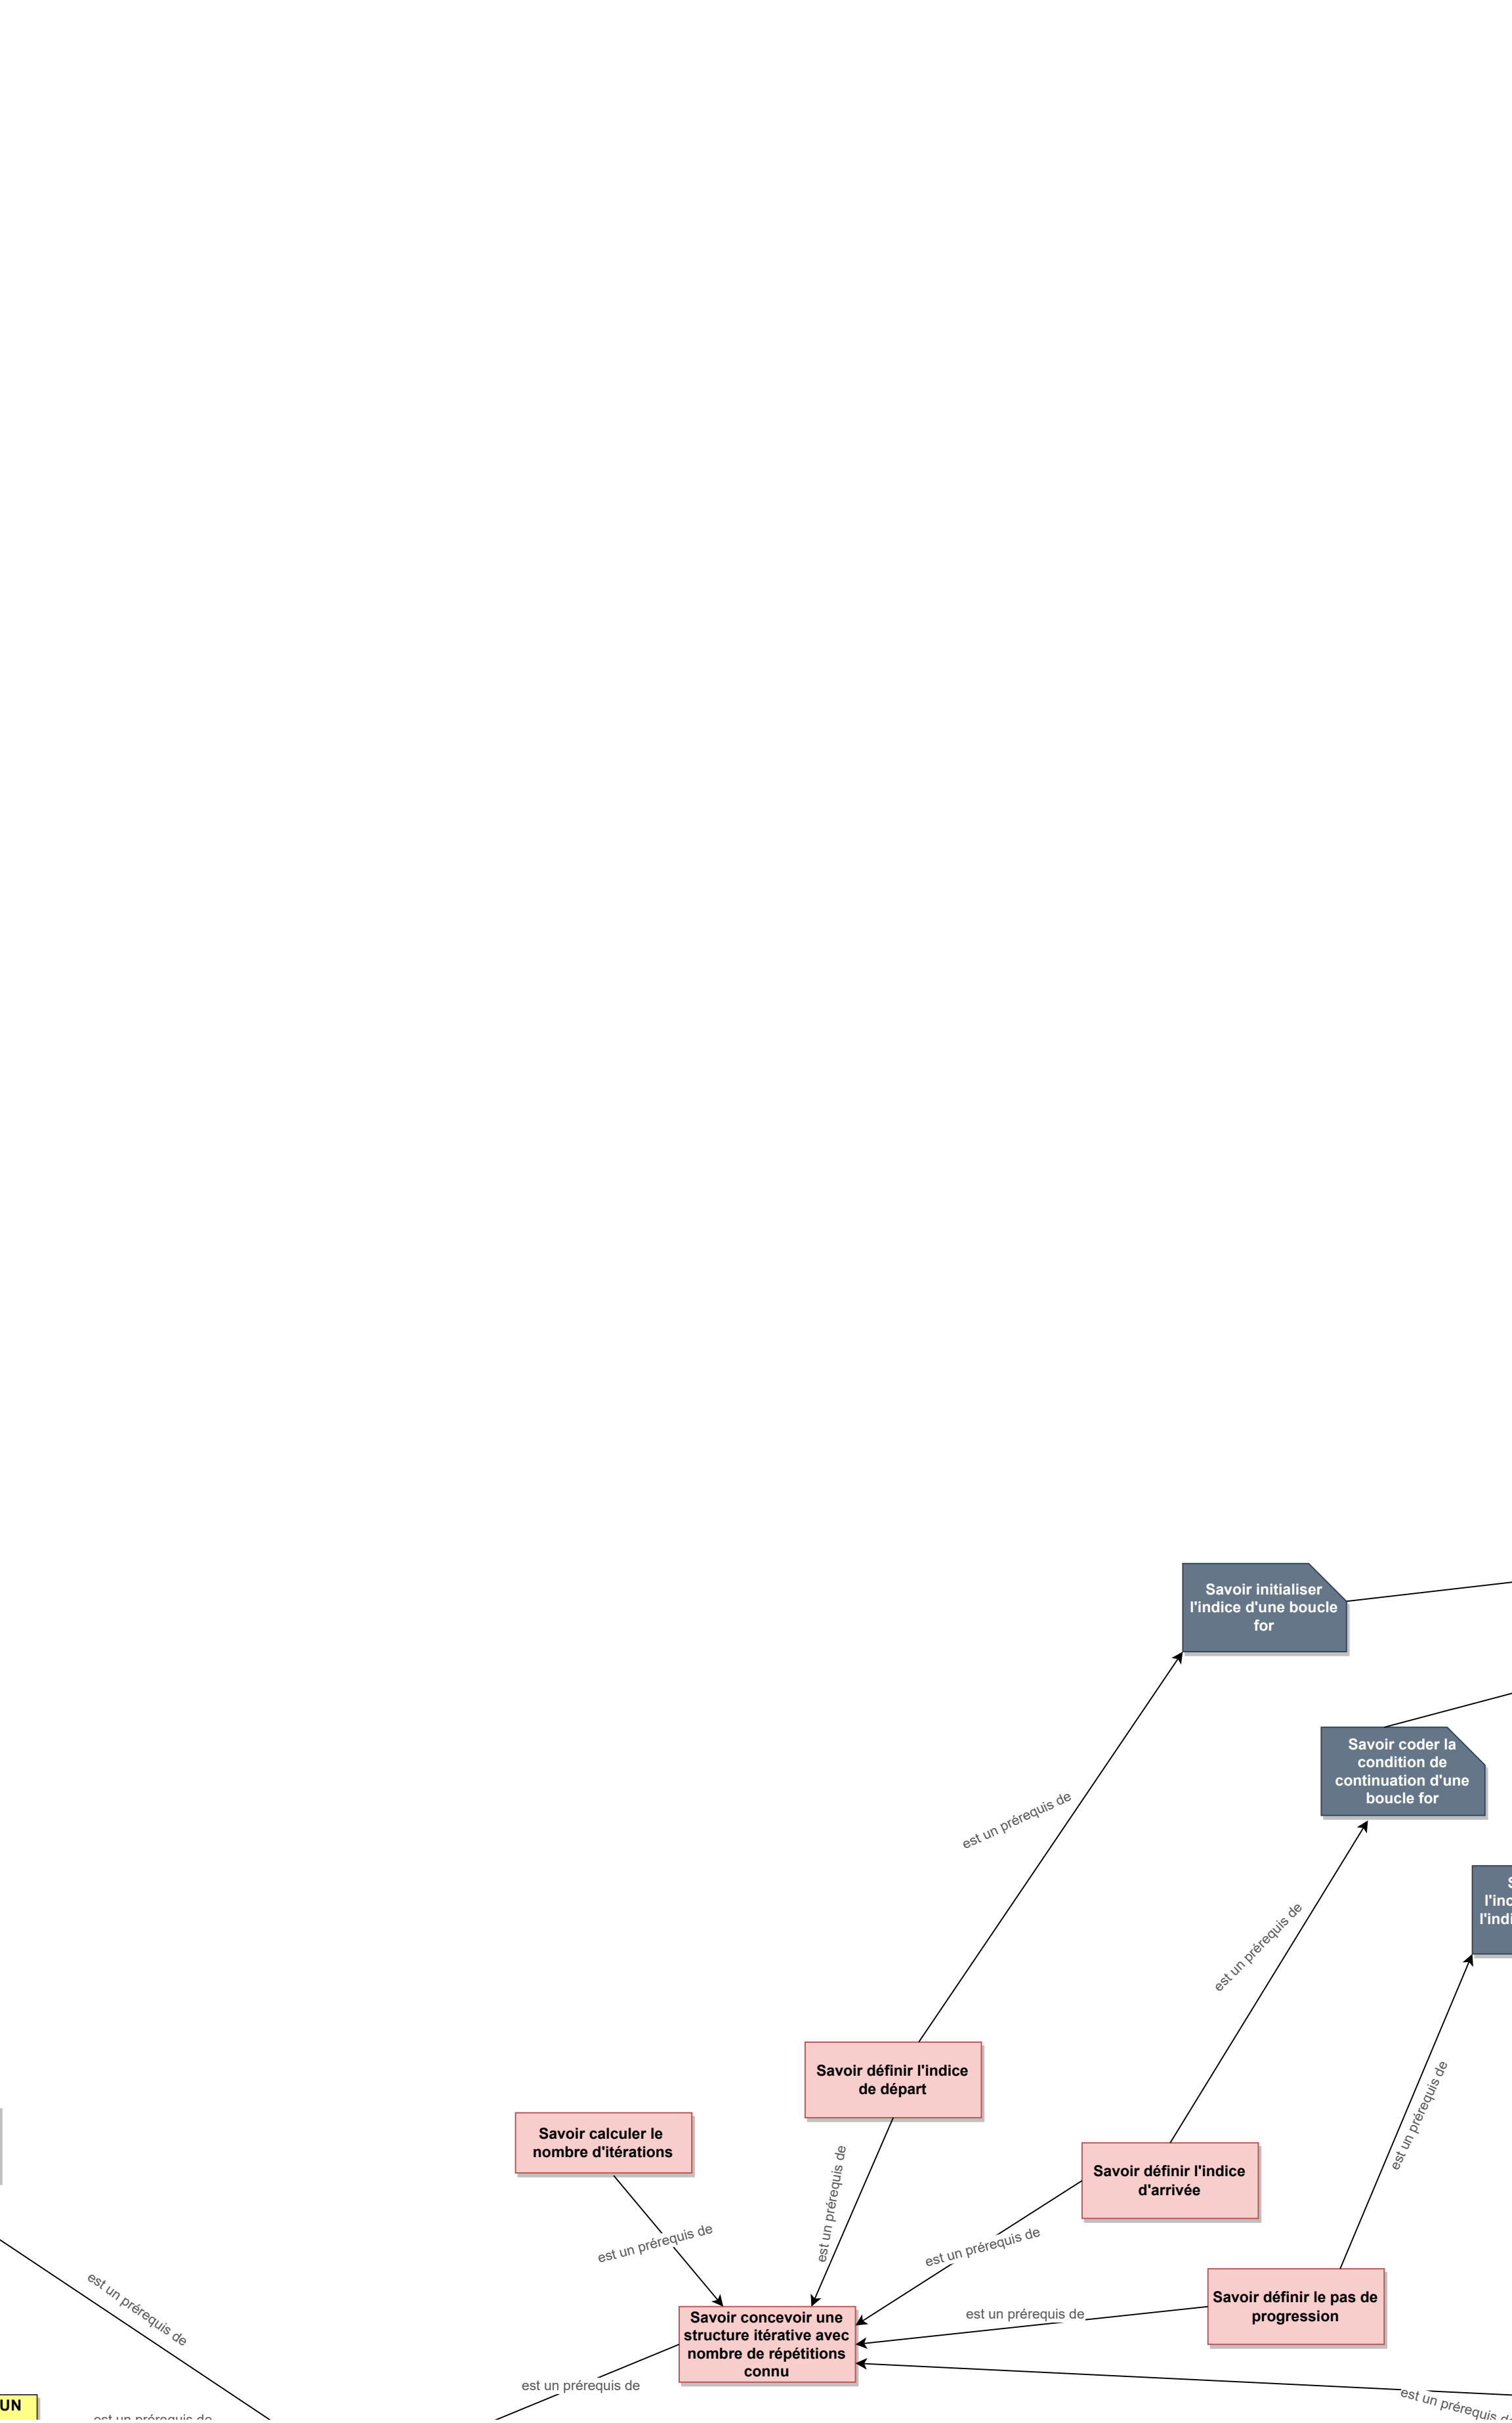 Savoir initialiser
l'indice d'une boucle
for
Savoir coder la
condition de
continuation d'une
boucle for
est un prérequis de
est un prérequis de
Savoir définir l'indice
de départ
est un prérequis de
Savoir calculer le
nombre d'itérations
Savoir définir l'indice
d'arrivée
est un prérequis de
est un prérequis de
est un prérequis de
Savoir définir le pas de
progression
est un prérequis de
est un prérequis de
Savoir concevoir une
structure itérative avec
nombre de répétitions
connu
est un prérequis de
est un prérequis de
UN
est un prérequis de